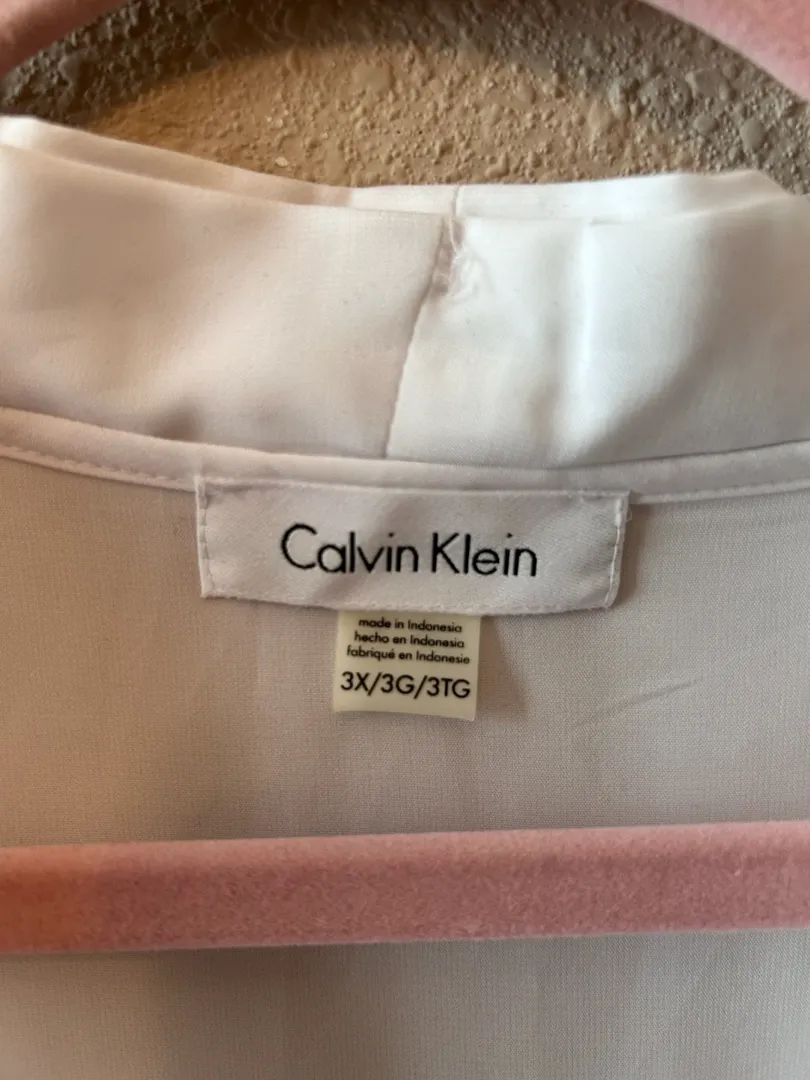 Calvin Klein
made in Indonesia
hecho en Indonesia
fabriqué en Indonesie
3X/3G/3TG